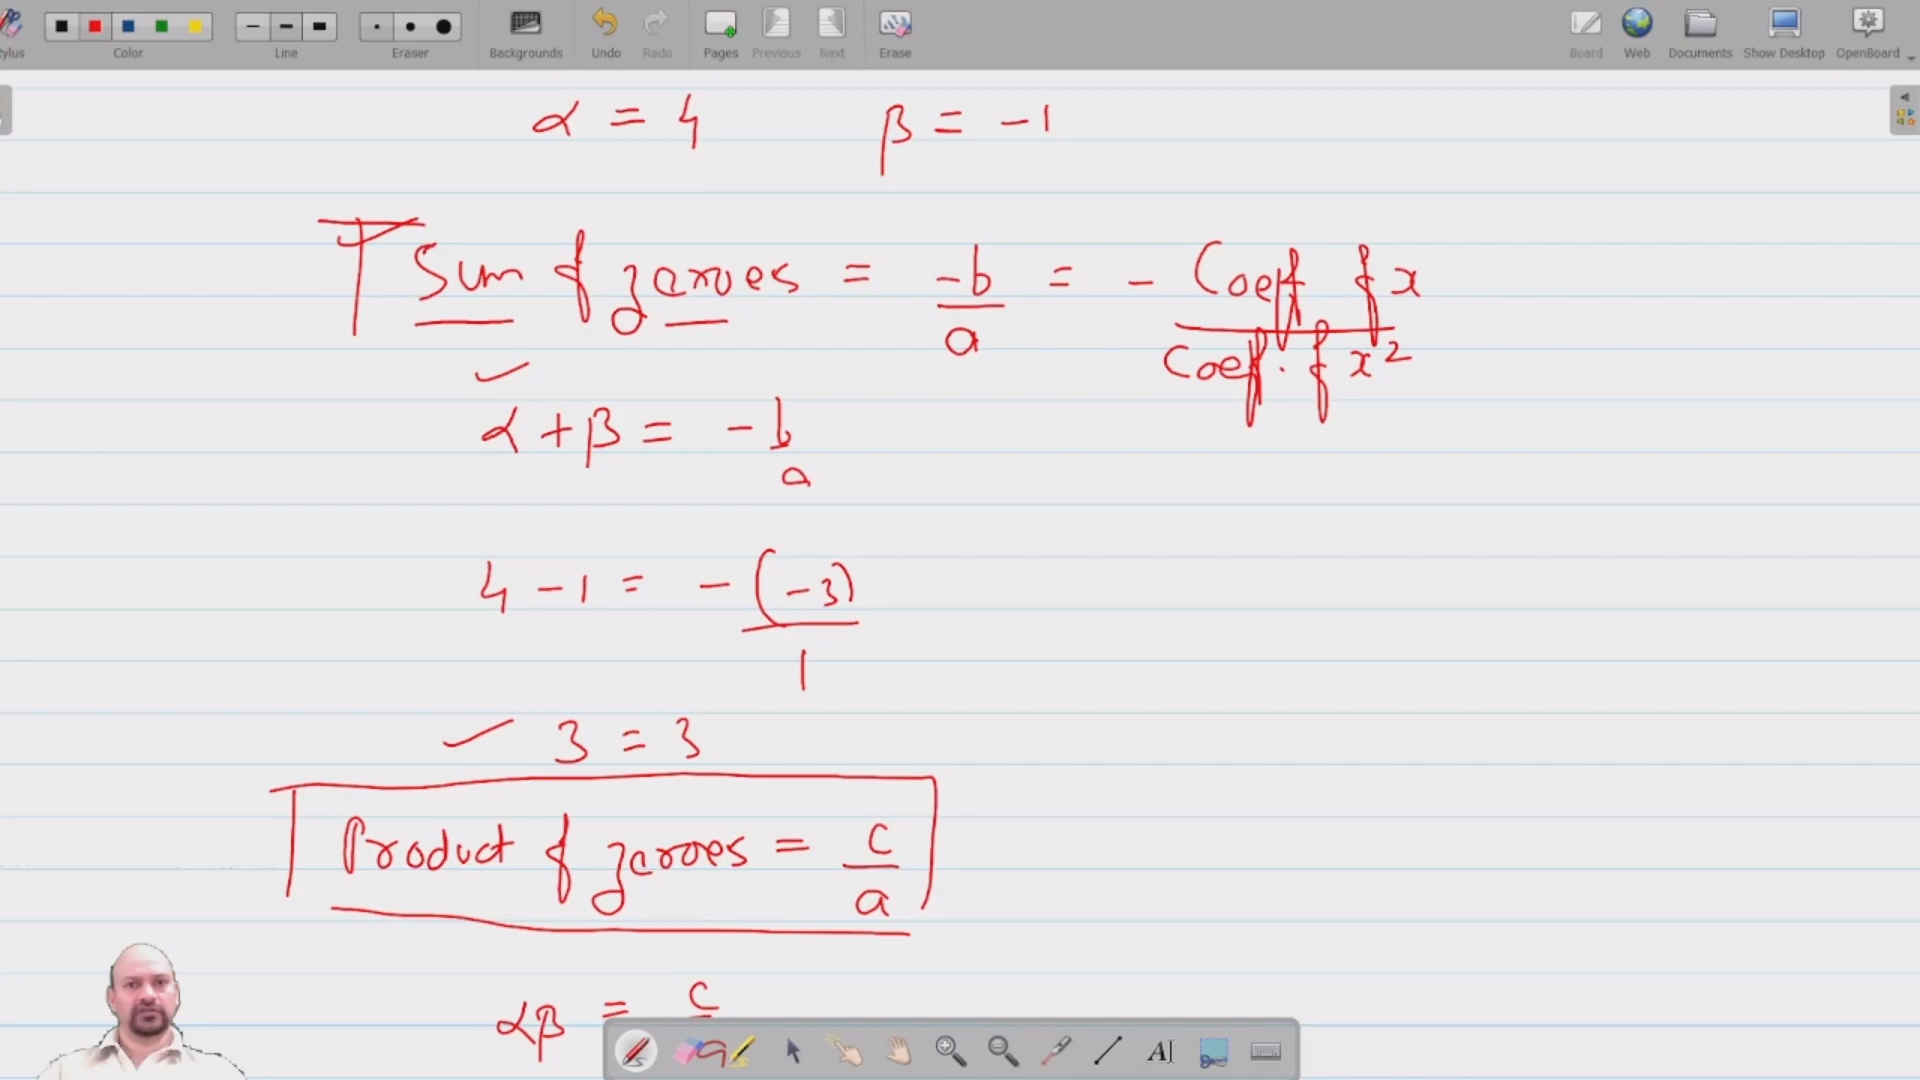 tylus Color Line Eraser Backgrounds Undo Redo Pages Previous Next Erase Board Web Documents Show Desktop OpenBoard
α = 4 β = -1
Sum of zeroes = -b/a = - Coeff of x / Coeff. of x²
α + β = -b/a
4 - 1 = -(-3)/1
3 = 3
Product of zeroes = c/a
αβ = c/a